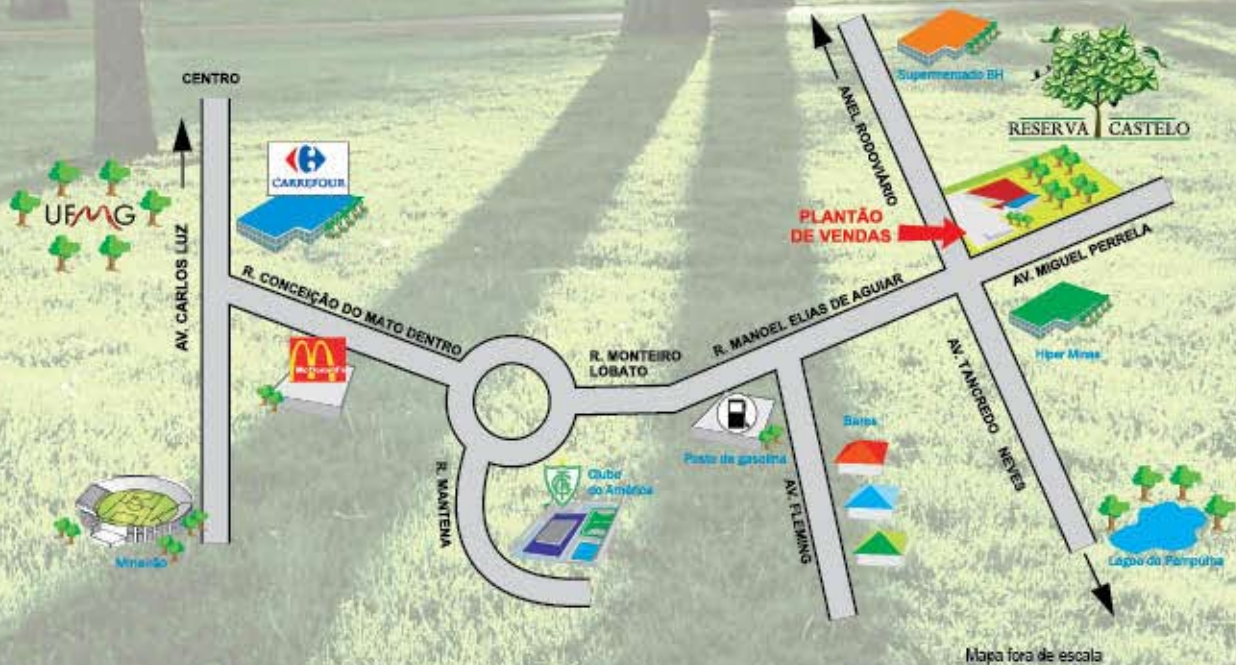 CENTRO
Supermercado BH
RESERVA CASTELO
ANEL RODOVIÁRIO
CARREFOUR
UFMG
AV. CARLOS LUZ
PLANTÃO
DE VENDAS
AV. MIGUEL PERRELA
R. CONCEIÇÃO DO MATO DENTRO
R. MANOEL ELIAS DE AGUIAR
Hiper Minas
McDonald's
R. MONTEIRO
LOBATO
AV. TANCREDO NEVES
Bares
Posto de gasolina
R. MANTENA
Clube
do América
AV. FLEMING
Mineirão
Lagoa da Pampulha
Mapa fora de escala